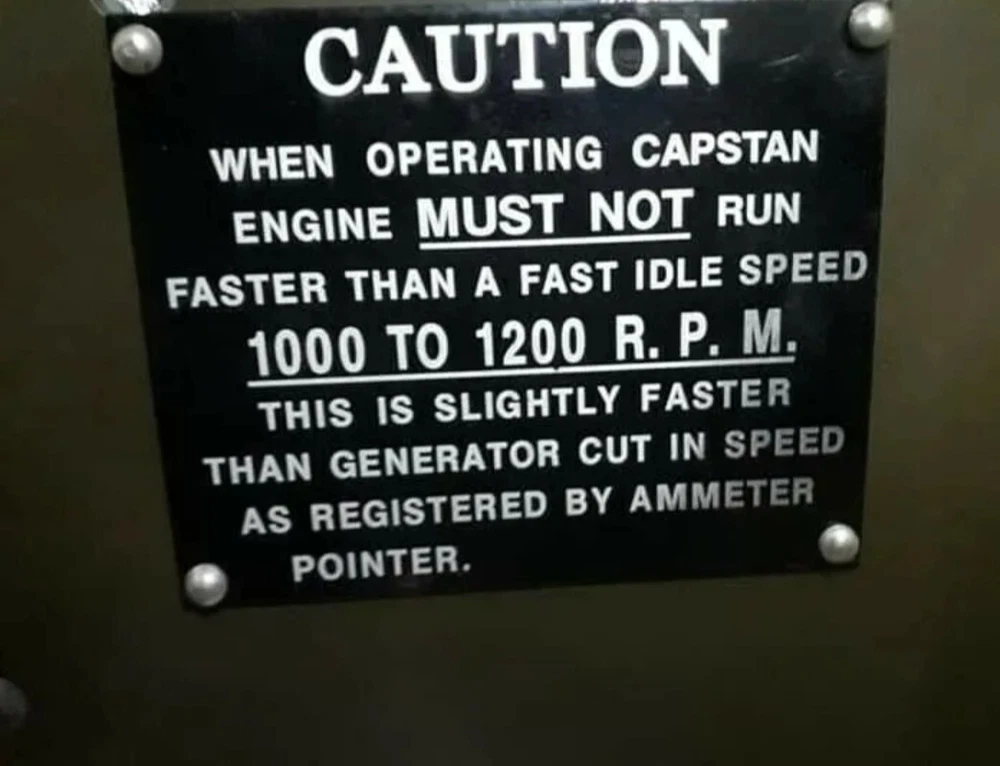 CAUTION
WHEN OPERATING CAPSTAN
ENGINE MUST NOT RUN
FASTER THAN A FAST IDLE SPEED
1000 TO 1200 R. P. M.
THIS IS SLIGHTLY FASTER
THAN GENERATOR CUT IN SPEED
AS REGISTERED BY AMMETER
POINTER.